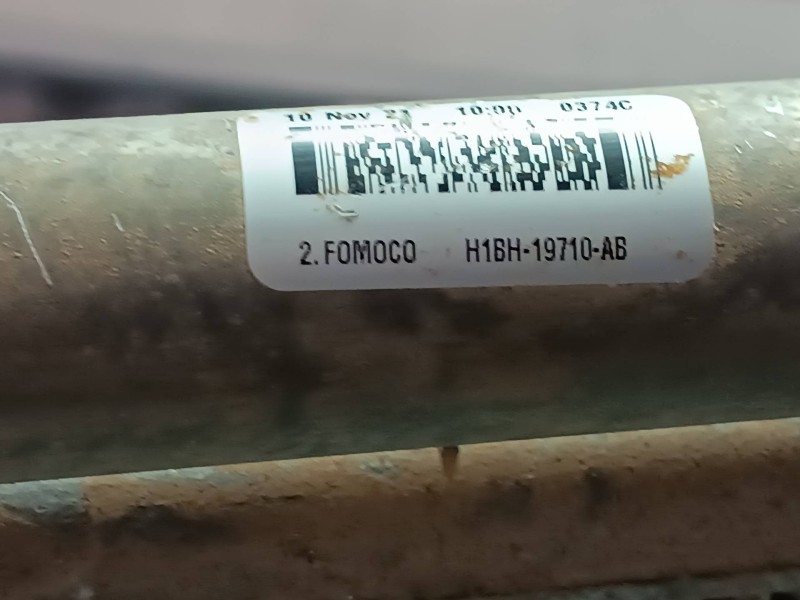 10 Nov 21 10:00 0374C
2. FOMOCO H1BH-19710-AB